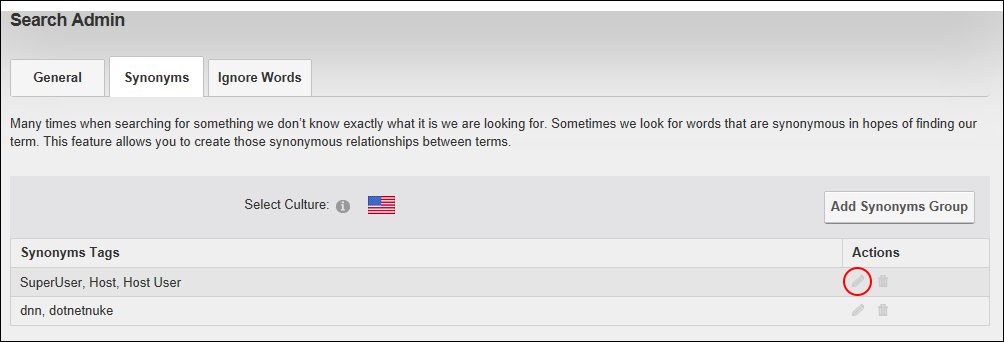 Search Admin
General Synonyms Ignore Words
Many times when searching for something we don't know exactly what it is we are looking for. Sometimes we look for words that are synonymous in hopes of finding our
term. This feature allows you to create those synonymous relationships between terms.
Select Culture: Add Synonyms Group
Synonyms Tags Actions
SuperUser, Host, Host User
dnn, dotnetnuke